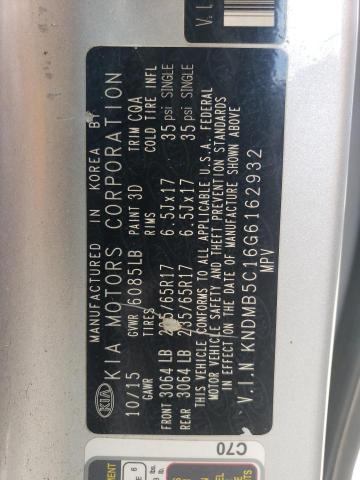 MANUFACTURED IN KOREA BY
KIA KIA MOTORS CORPORATION
10/15 GVWR 6085LB PAINT 3D TRIM CQA
GAWR TIRES RIMS COLD TIRE INFL
FRONT 3064 LB 235/65R17 6.5Jx17 35 psi SINGLE
REAR 3064 LB 235/65R17 6.5Jx17 35 psi SINGLE
THIS VEHICLE CONFORMS TO ALL APPLICABLE U.S.A. FEDERAL
MOTOR VEHICLE SAFETY AND THEFT PREVENTION STANDARDS
IN EFFECT ON THE DATE OF MANUFACTURE SHOWN ABOVE
V.I.N KNDMB5C16G6162932
MPV
C70